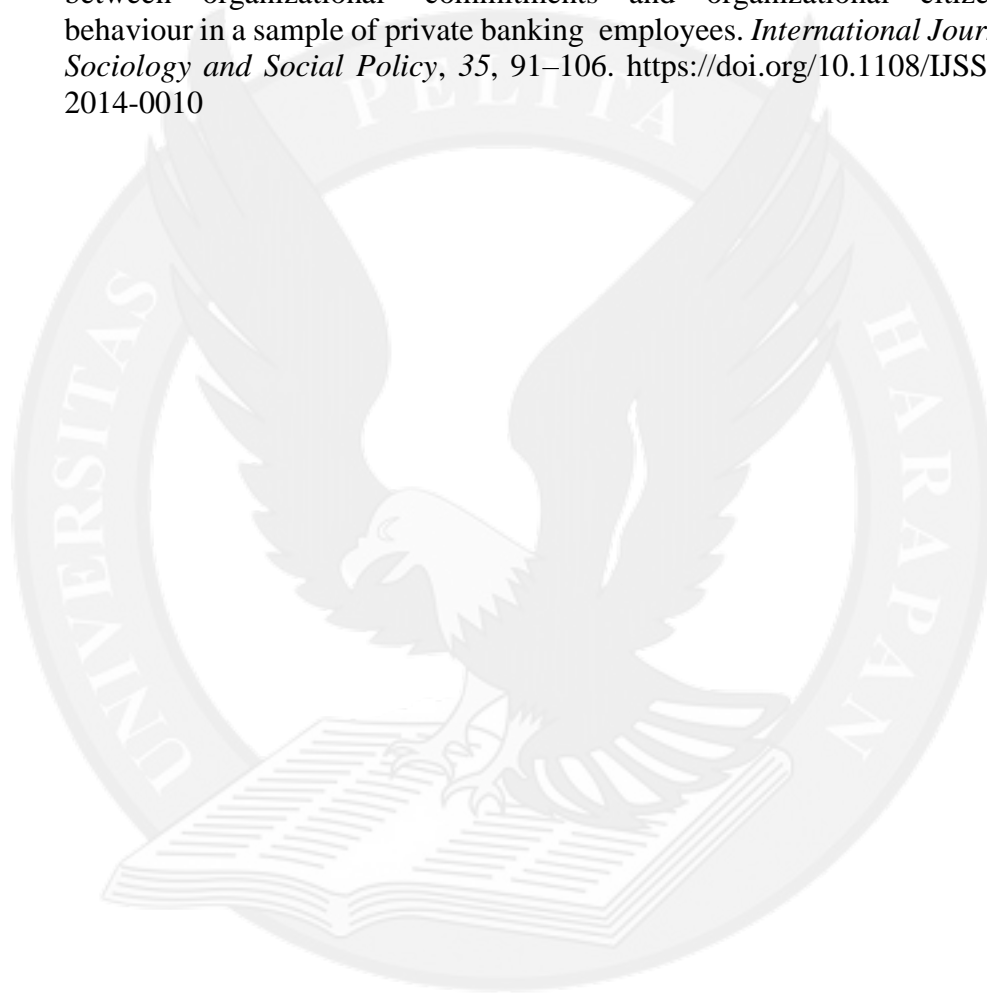 between organizational commitments and organizational citize
behaviour in a sample of private banking employees. International Jour
Sociology and Social Policy, 35, 91–106. https://doi.org/10.1108/IJSS
2014-0010
UNIVERSITAS PELITA HARAPAN